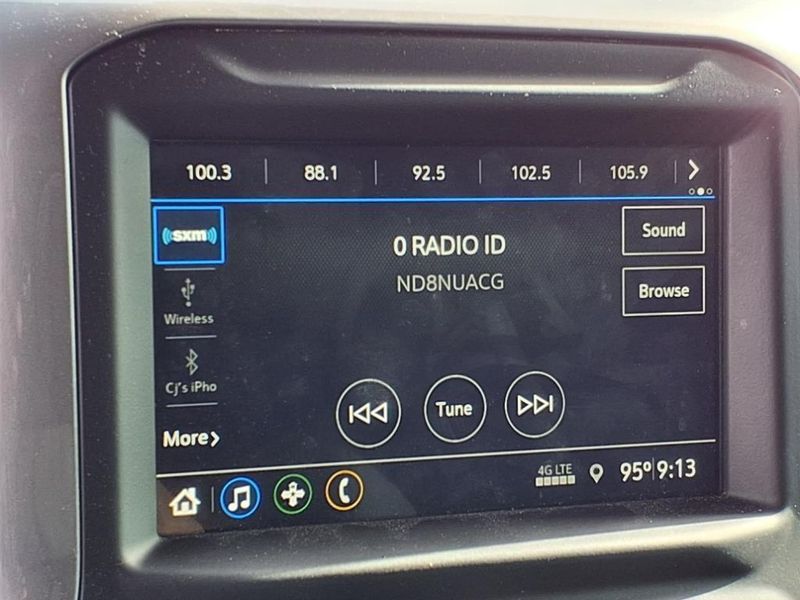 100.3 88.1 92.5 102.5 105.9
sxm
0 RADIO ID
Sound
ND8NUACG
Browse
Wireless
Cj's iPho
Tune
More
4G LTE
95° 9:13